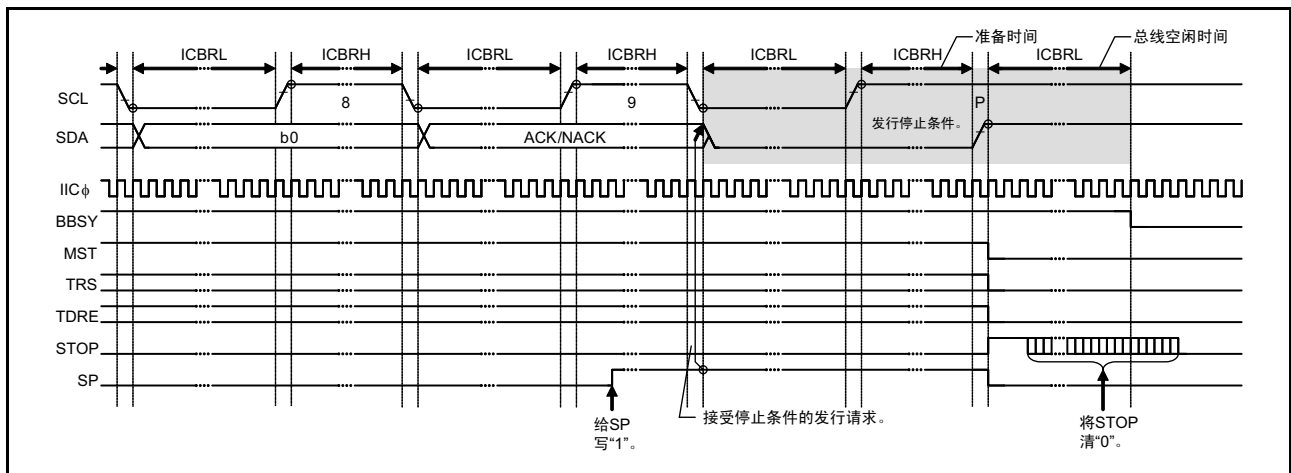 准备时间
总线空闲时间
ICBRL ICBRH ICBRL ICBRH ICBRL ICBRH ICBRL
SCL 8 9 P
发行停止条件。
SDA b0 ACK/NACK
IICφ
BBSY
MST
TRS
TDRE
STOP
SP
给SP
写“1”。
接受停止条件的发行请求。
将STOP
清“0”。